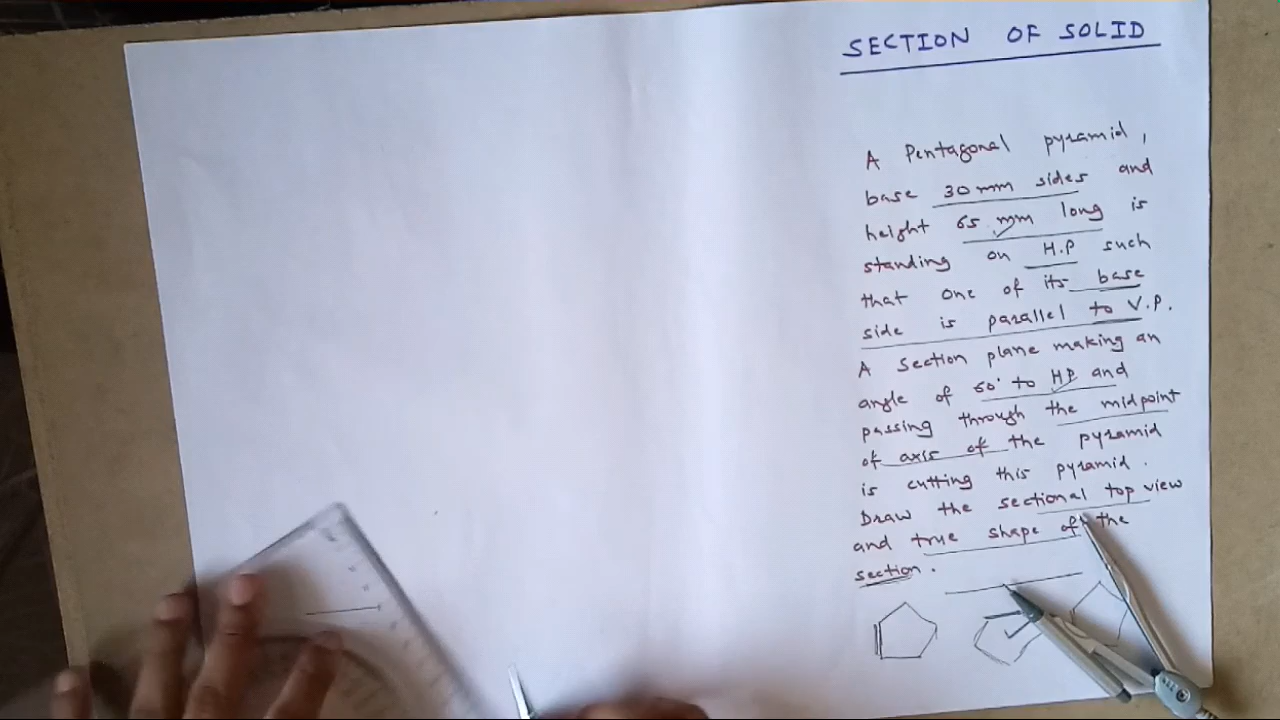 SECTION OF SOLID
A Pentagonal pyramid,
base 30 mm sides and
height 65 mm long is
standing on H.P such
that one of its base
side is parallel to V.P.
A section plane making an
angle of 60° to HP and
passing through the midpoint
of axis of the pyramid
is cutting this pyramid.
Draw the sectional top view
and true shape of the
section.